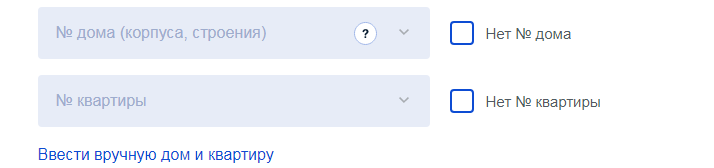 № дома (корпуса, строения) ? Нет № дома
№ квартиры Нет № квартиры
Ввести вручную дом и квартиру